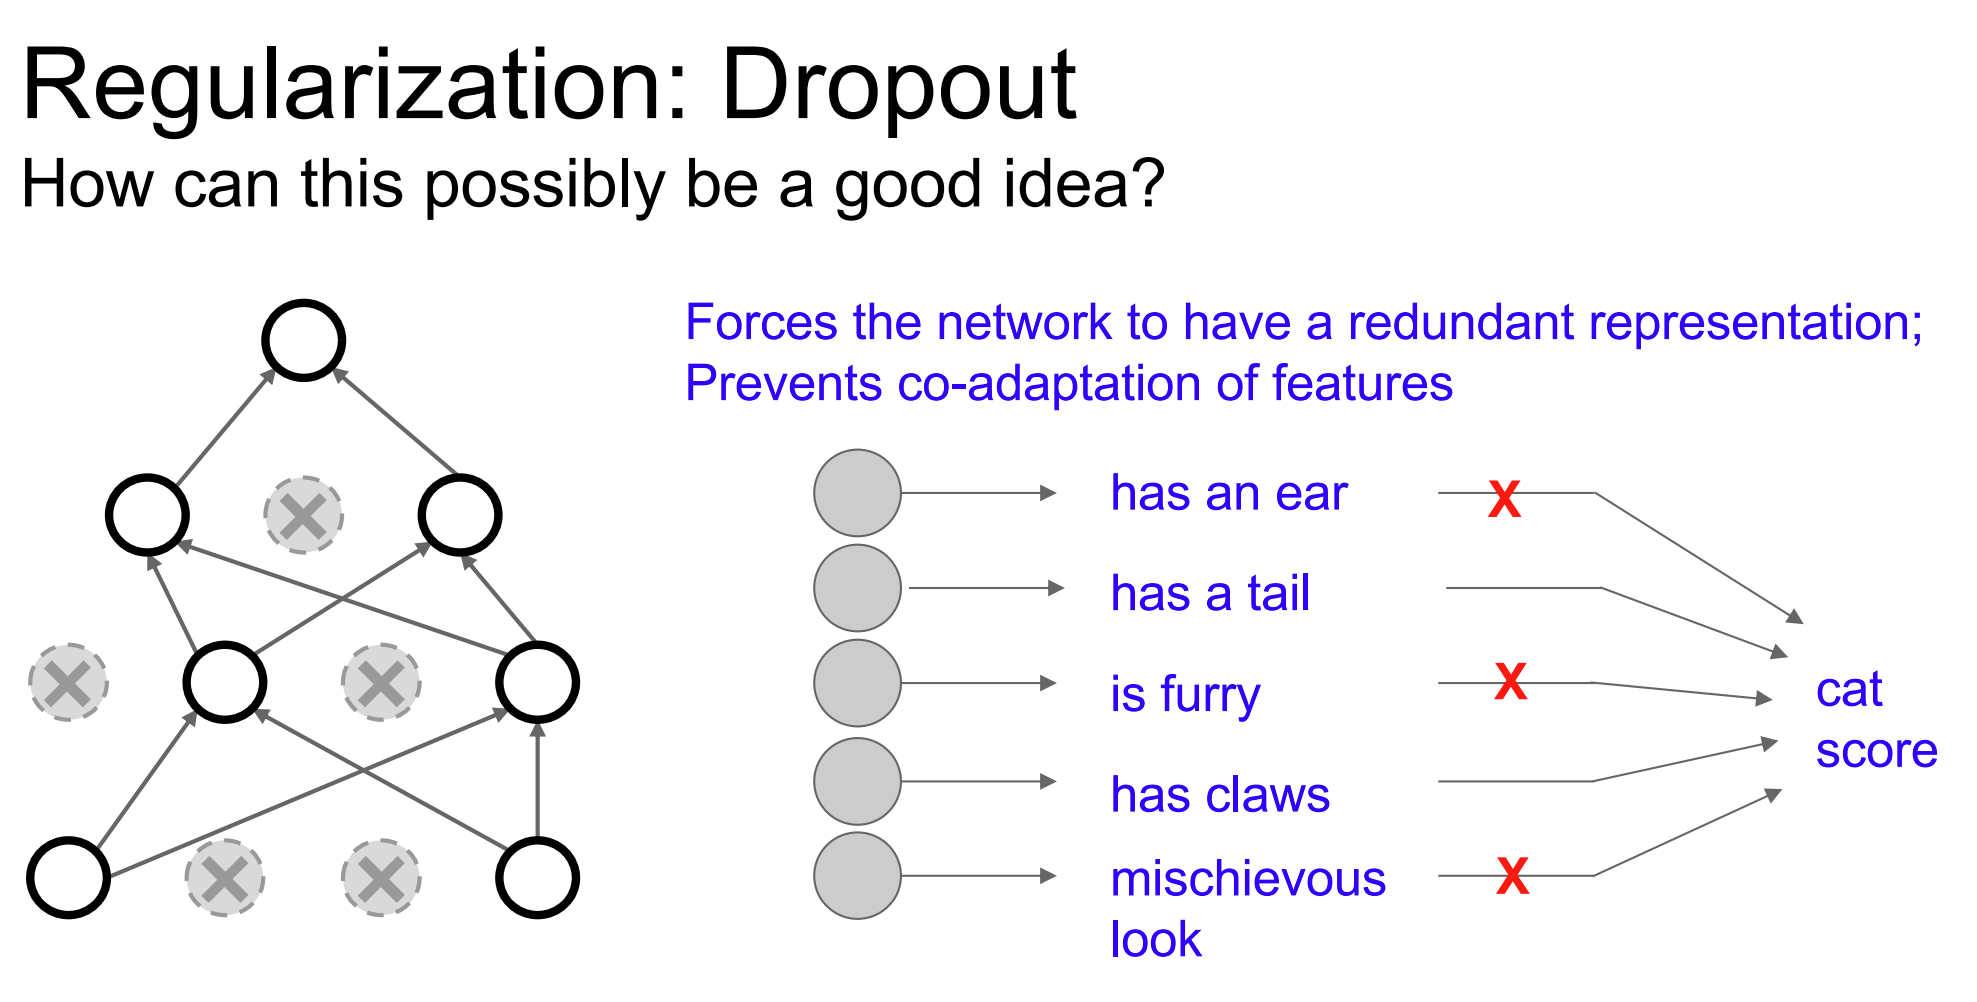 Regularization: Dropout
How can this possibly be a good idea?
Forces the network to have a redundant representation;
Prevents co-adaptation of features
has an ear
X
has a tail
is furry
X
has claws
mischievous
look
X
cat
score